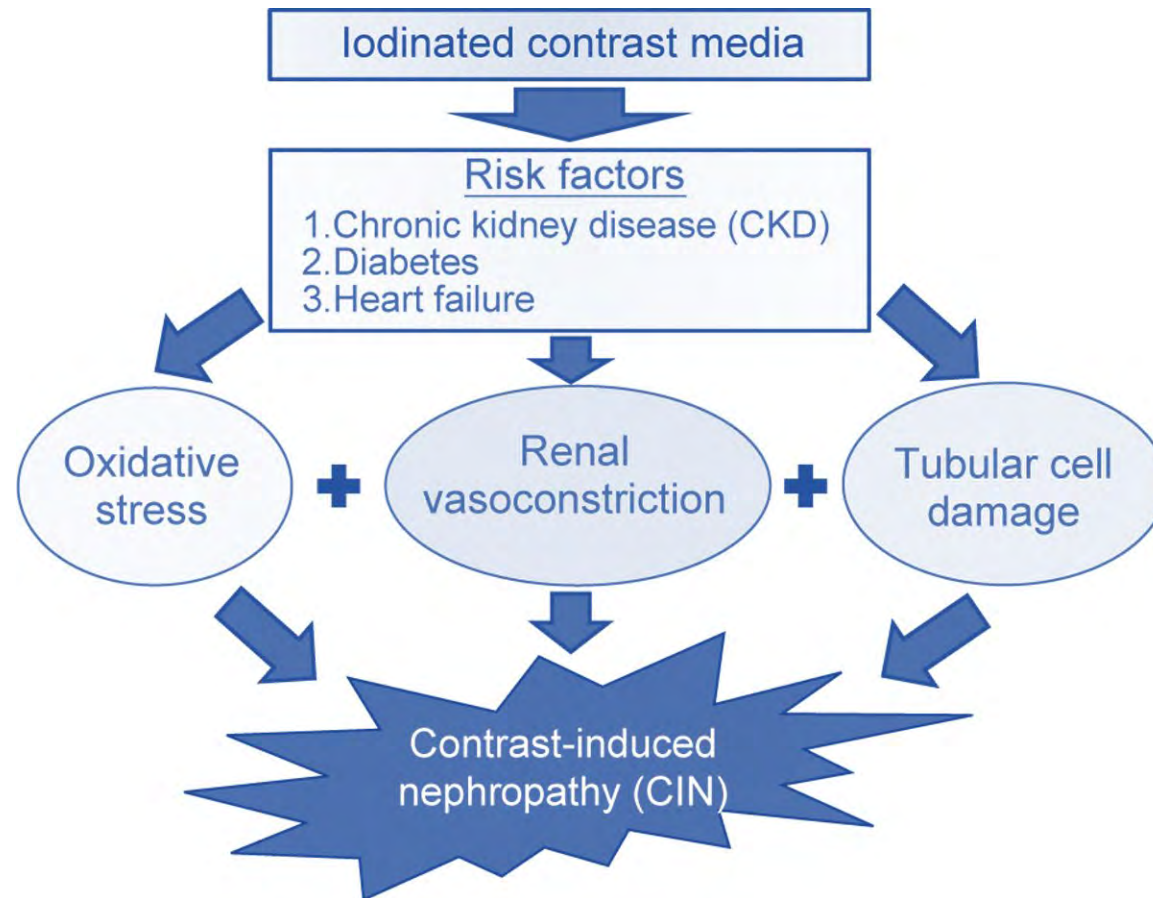 Iodinated contrast media
Risk factors
1.Chronic kidney disease (CKD)
2.Diabetes
3.Heart failure
Oxidative
stress
Renal
vasoconstriction
Tubular cell
damage
Contrast-induced
nephropathy (CIN)